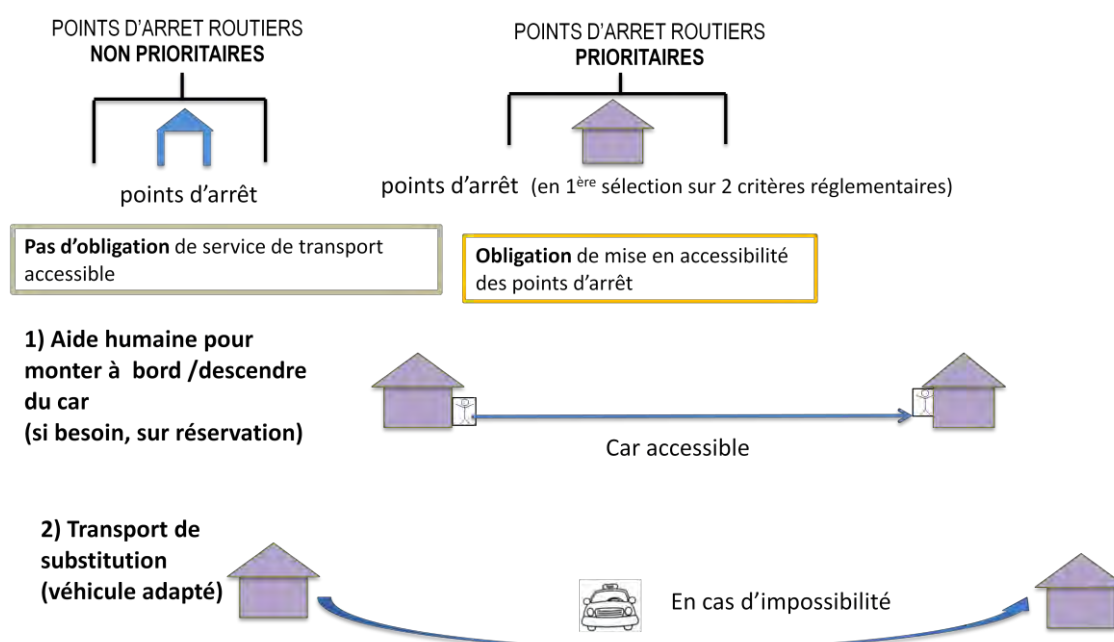 POINTS D’ARRET ROUTIERS
NON PRIORITAIRES
points d’arrêt
Pas d’obligation de service de transport
accessible
POINTS D’ARRET ROUTIERS
PRIORITAIRES
points d’arrêt (en 1ère sélection sur 2 critères réglementaires)
Obligation de mise en accessibilité
des points d’arrêt
1) Aide humaine pour
monter à bord /descendre
du car
(si besoin, sur réservation)
Car accessible
2) Transport de
substitution
(véhicule adapté)
En cas d’impossibilité